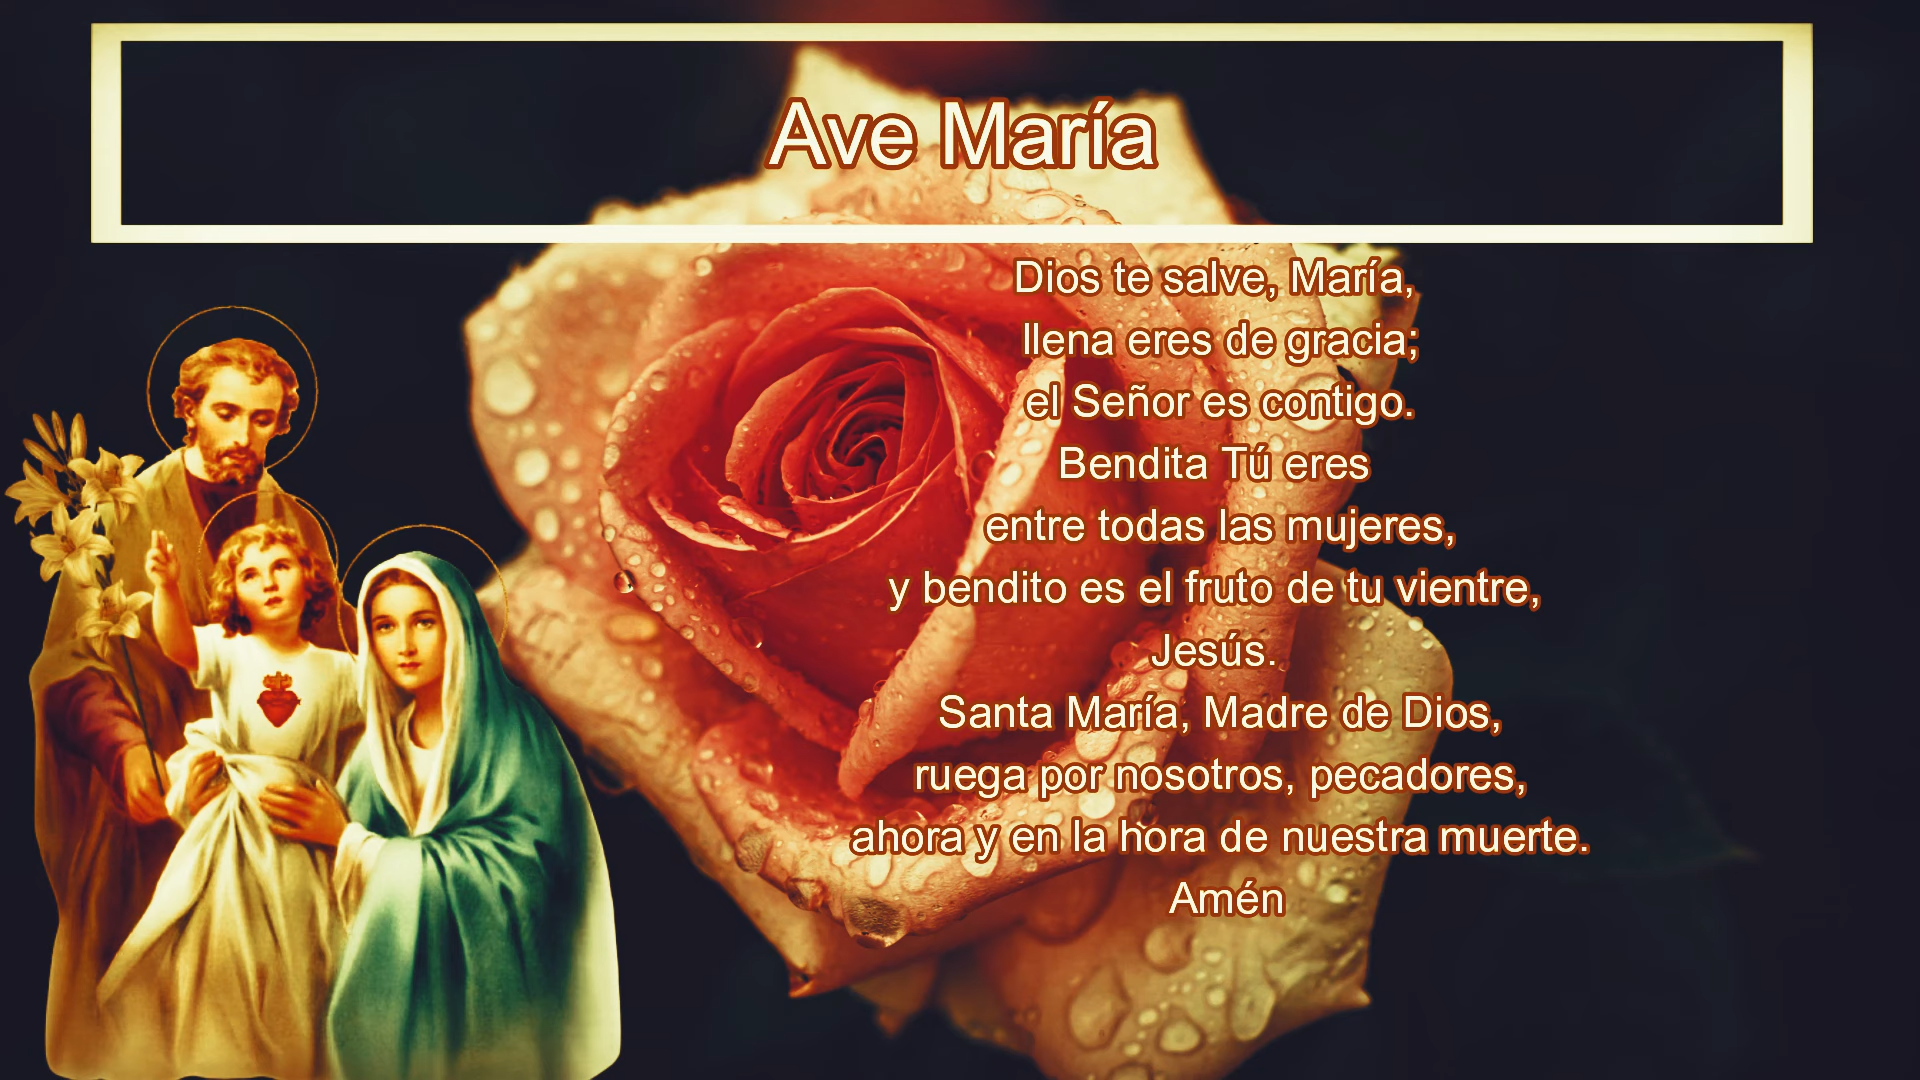 Ave María
Dios te salve, María,
llena eres de gracia;
el Señor es contigo.
Bendita Tú eres
entre todas las mujeres,
y bendito es el fruto de tu vientre,
Jesús.
Santa María, Madre de Dios,
ruega por nosotros, pecadores,
ahora y en la hora de nuestra muerte.
Amén